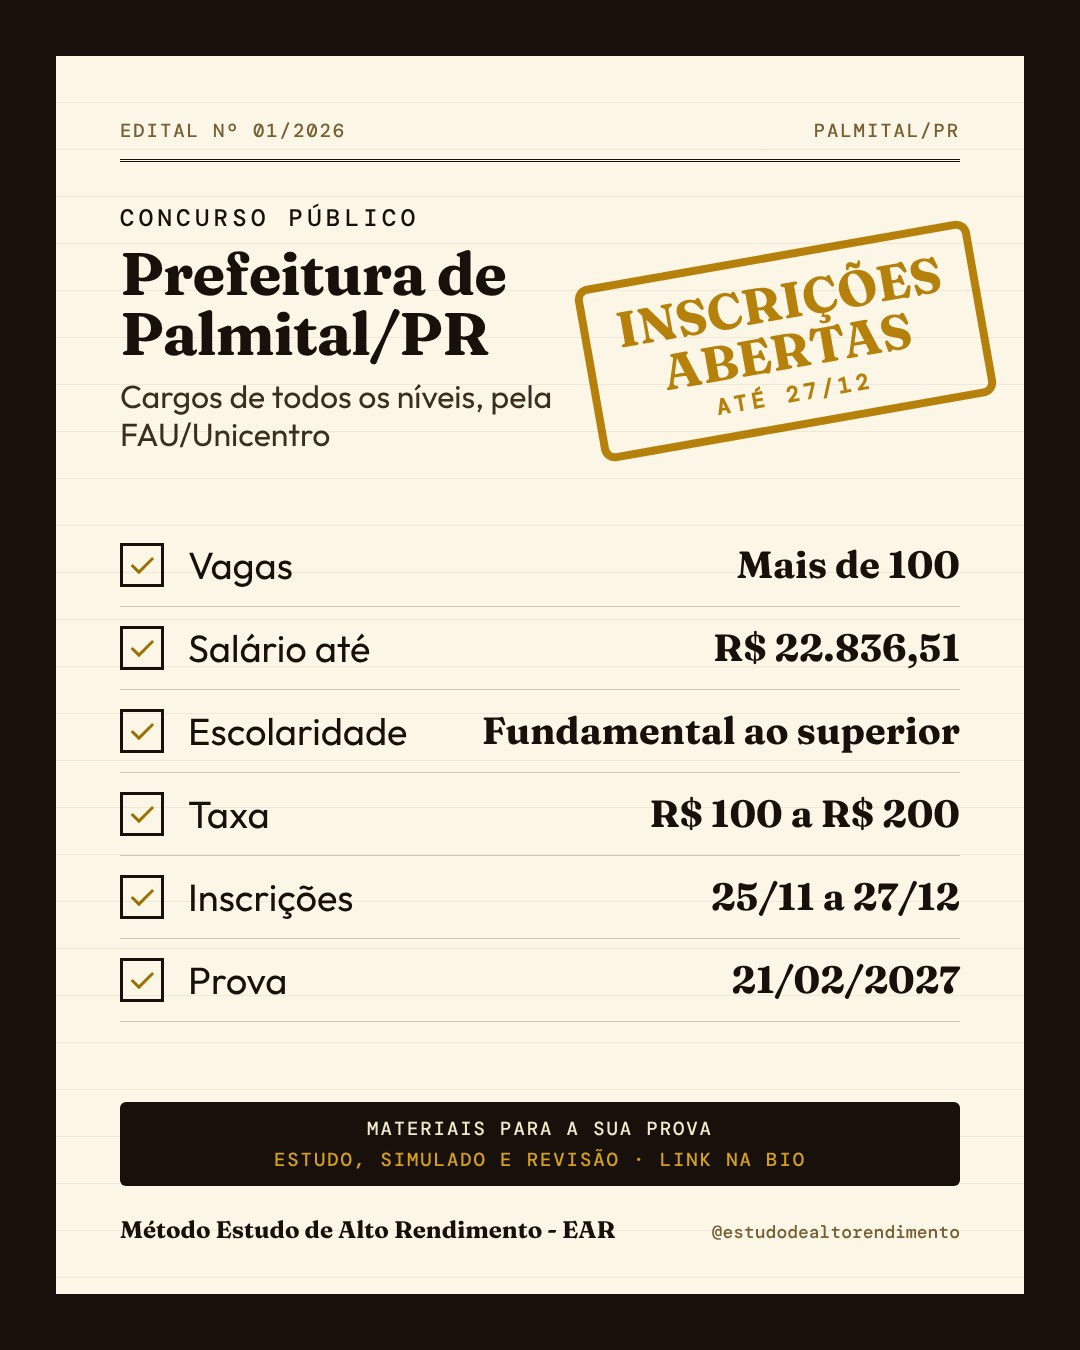 EDITAL Nº 01/2026 PALMITAL/PR
CONCURSO PÚBLICO
Prefeitura de
Palmital/PR
Cargos de todos os níveis, pela
FAU/Unicentro
INSCRIÇÕES
ABERTAS
ATÉ 27/12
Vagas Mais de 100
Salário até R$ 22.836,51
Escolaridade Fundamental ao superior
Taxa R$ 100 a R$ 200
Inscrições 25/11 a 27/12
Prova 21/02/2027
MATERIAIS PARA A SUA PROVA
ESTUDO, SIMULADO E REVISÃO · LINK NA BIO
Método Estudo de Alto Rendimento - EAR @estudodealtorendimento